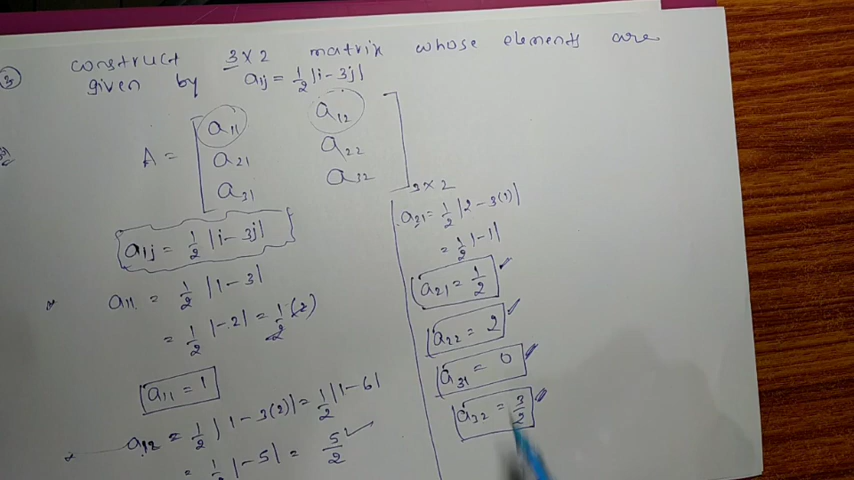 ③ construct 3×2 matrix whose elements are
given by aij = 1/2 |i - 3j|
A = [ a11 a12
a21 a22
a31 a32 ] 3×2
aij = 1/2 |i - 3j|
a11 = 1/2 |1 - 3|
= 1/2 |-2| = 1/2 (2)
a11 = 1
a12 = 1/2 |1 - 3(2)| = 1/2 |1 - 6|
= 1/2 |-5| = 5/2
a21 = 1/2 |2 - 3(1)|
= 1/2 |-1|
a21 = 1/2
a22 = 2
a31 = 0
a32 = 3/2